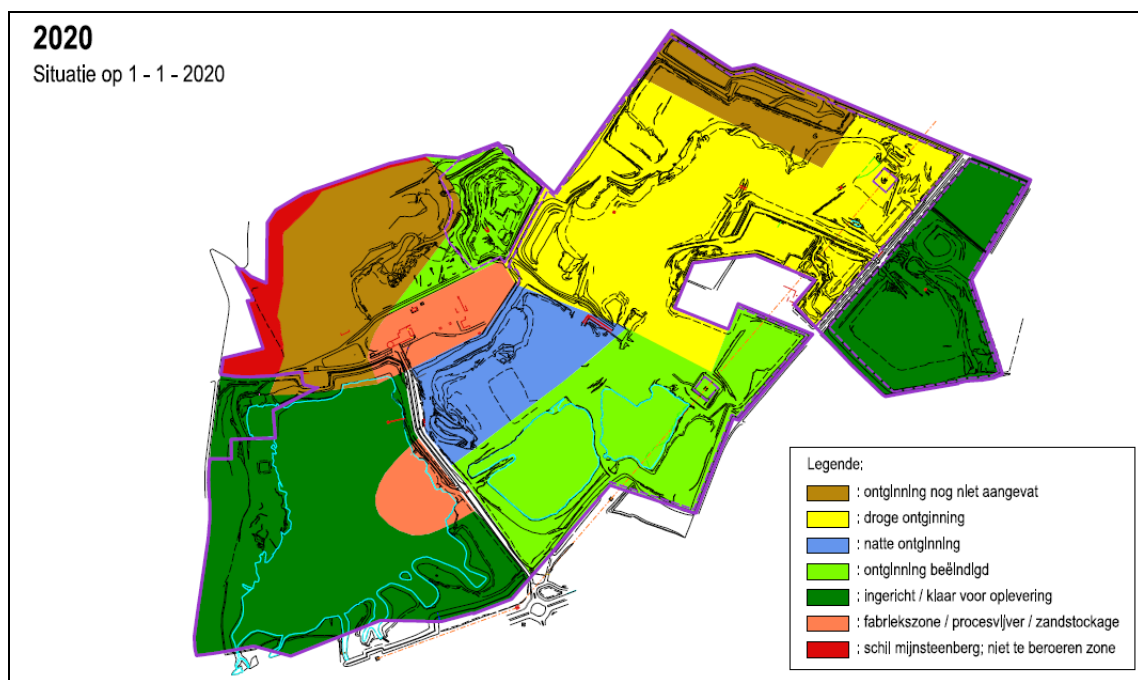 2020
Situatie op 1 - 1 - 2020
Legende:
: ontginning nog niet aangevat
: droge ontginning
: natte ontginning
: ontginning beëindigd
: ingericht / klaar voor oplevering
: fabriekszone / procesvijver / zandstockage
: schil mijnsteenberg; niet te beroeren zone